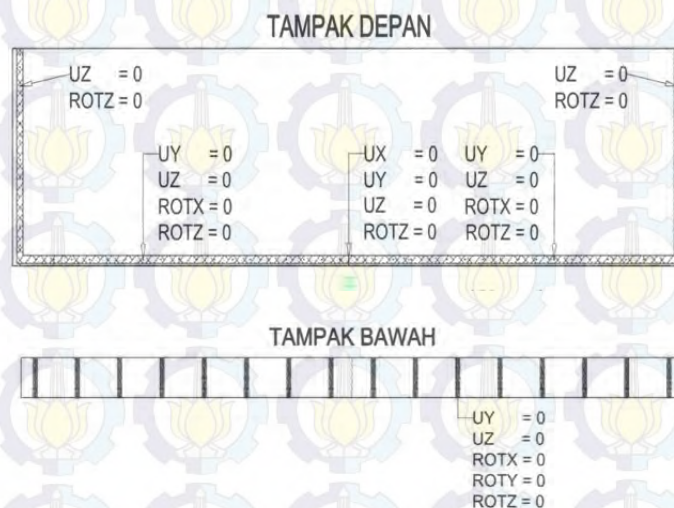 TAMPAK DEPAN
UZ = 0
ROTZ = 0
UZ = 0
ROTZ = 0
UY = 0
UZ = 0
ROTX = 0
ROTZ = 0
UX = 0
UY = 0
UZ = 0
ROTZ = 0
UY = 0
UZ = 0
ROTX = 0
ROTZ = 0
TAMPAK BAWAH
UY = 0
UZ = 0
ROTX = 0
ROTY = 0
ROTZ = 0